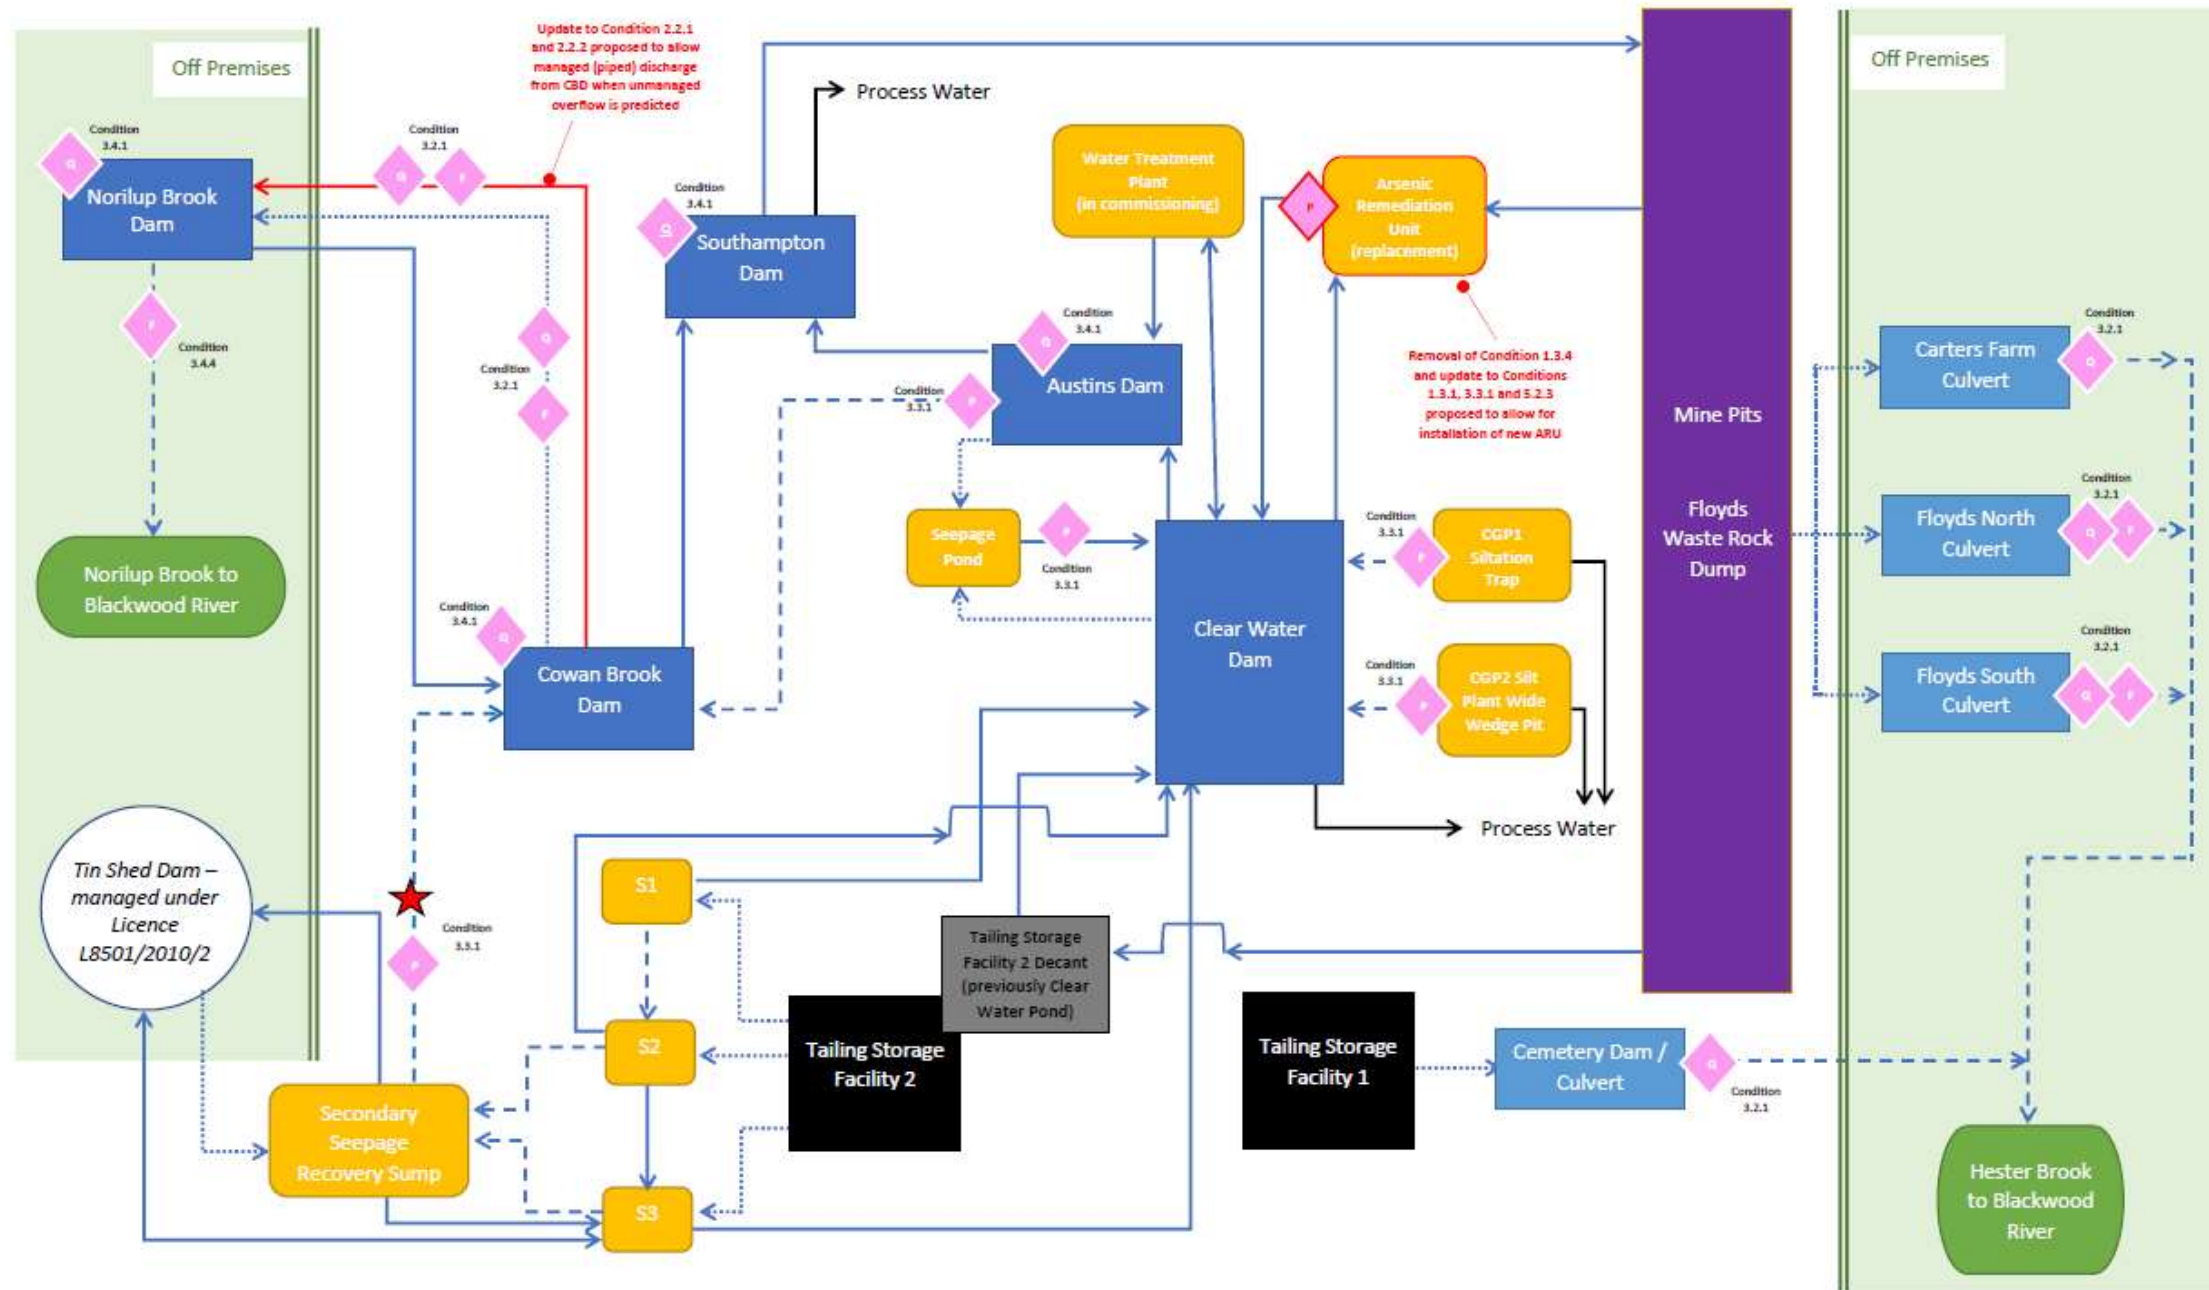 Off Premises
Update to Condition 2.2.1
and 2.2.2 proposed to allow
managed (piped) discharge
from CBD when unmanaged
overflow is predicted
Condition
3.4.1
Q
Norilup Brook
Dam
Condition
3.2.1
Q
F
Condition
3.4.1
Q
Southampton
Dam
Process Water
Water Treatment
Plant
(in commissioning)
P
Arsenic
Remediation
Unit
(replacement)
Removal of Condition 1.3.4
and update to Conditions
1.3.1, 3.3.1 and 5.2.3
proposed to allow for
installation of new ARU
Off Premises
F
Condition
3.4.4
Norilup Brook to
Blackwood River
Condition
3.2.1
Q
F
Condition
3.4.1
Q
Austins Dam
Condition
3.3.1
P
Seepage
Pond
P
Condition
3.3.1
Condition
3.4.1
Q
Cowan Brook
Dam
Clear Water
Dam
Condition
3.3.1
P
CGP1
Siltation
Trap
Condition
3.3.1
P
CGP2 Silt
Plant Wide
Wedge Pit
Process Water
Mine Pits
Floyds
Waste Rock
Dump
Carters Farm
Culvert
Condition
3.2.1
Q
Floyds North
Culvert
Condition
3.2.1
Q
F
Floyds South
Culvert
Condition
3.2.1
Q
F
Tin Shed Dam –
managed under
Licence
L8501/2010/2
Condition
3.3.1
P
S1
S2
S3
Secondary
Seepage
Recovery Sump
Tailing Storage
Facility 2 Decant
(previously Clear
Water Pond)
Tailing Storage
Facility 2
Tailing Storage
Facility 1
Cemetery Dam /
Culvert
Q
Condition
3.2.1
Hester Brook
to Blackwood
River